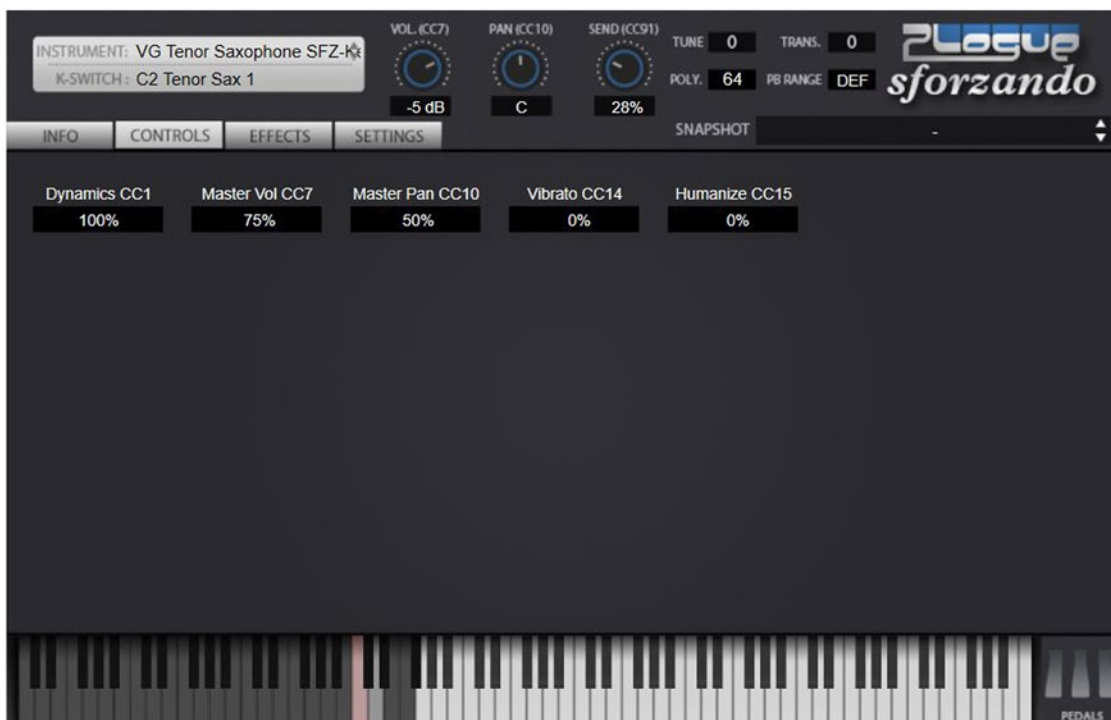 INSTRUMENT: VG Tenor Saxophone SFZ-K
K-SWITCH: C2 Tenor Sax 1
VOL. (CC7)
-5 dB
PAN (CC10)
C
SEND (CC91)
28%
TUNE 0 TRANS. 0
POLY. 64 PB RANGE DEF
Plogue
sforzando
SNAPSHOT -
INFO CONTROLS EFFECTS SETTINGS
Dynamics CC1 Master Vol CC7 Master Pan CC10 Vibrato CC14 Humanize CC15
100% 75% 50% 0% 0%
PEDALS